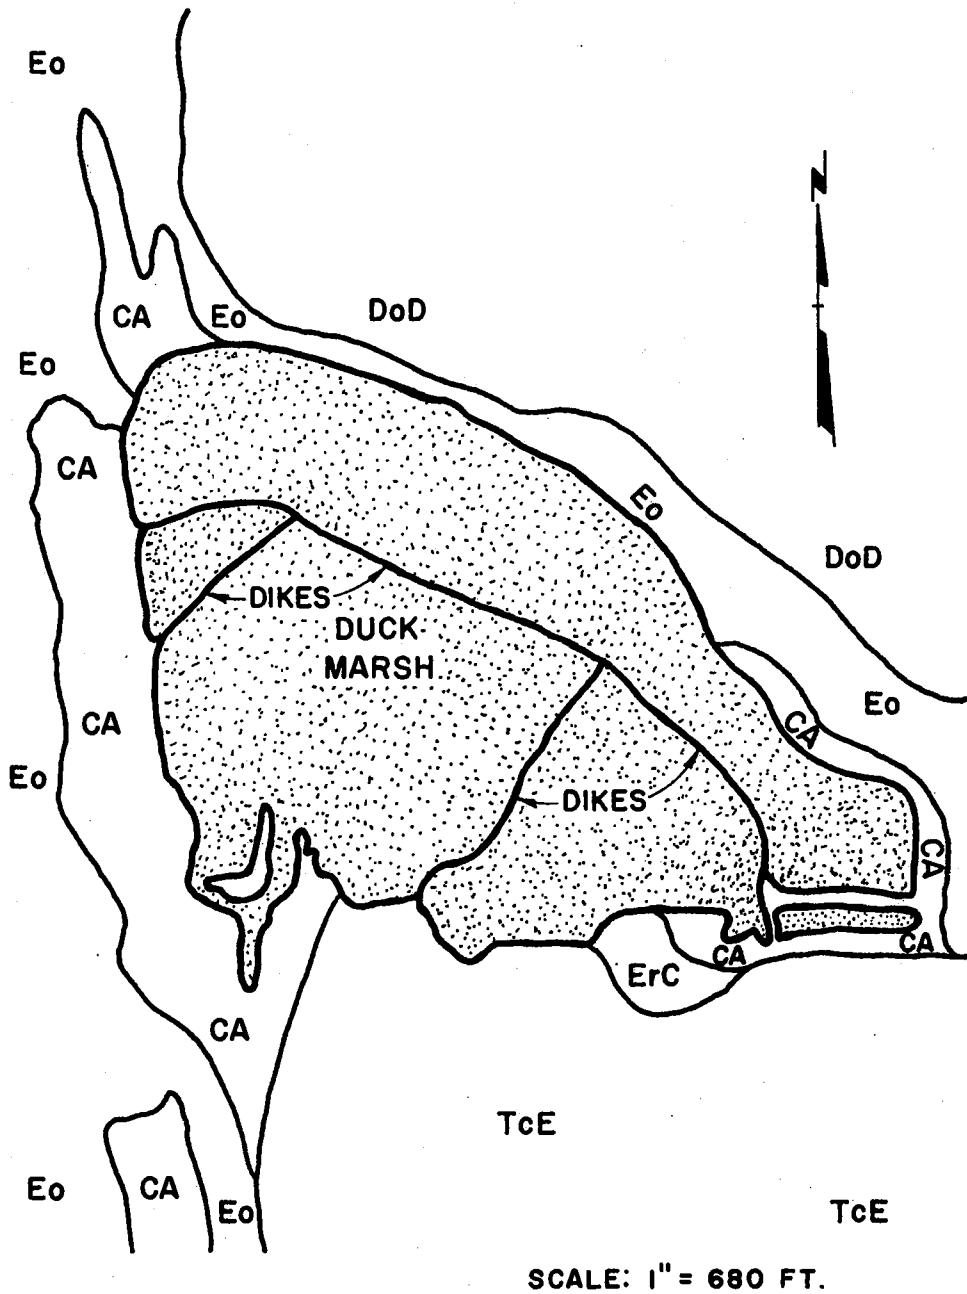 Eo
N
CA
Eo
DoD
Eo
CA
Eo
DoD
DIKES
DUCK
MARSH
Eo
CA
CA
Eo
DIKES
CA
CA
CA
ErC
CA
TcE
Eo
CA
Eo
TcE
SCALE: 1" = 680 FT.